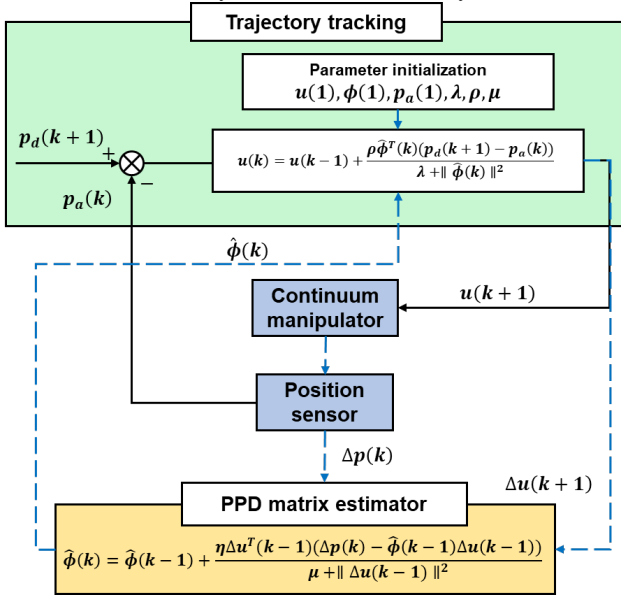 Trajectory tracking
Parameter initialization
u(1), ϕ(1), p_a(1), λ, ρ, μ
p_d(k+1)
+
−
u(k) = u(k−1) + ρϕ̂^T(k)(p_d(k+1) − p_a(k)) / λ + ‖ ϕ̂(k) ‖^2
p_a(k)
ϕ̂(k)
Continuum
manipulator
u(k+1)
Position
sensor
Δp(k)
Δu(k+1)
PPD matrix estimator
ϕ̂(k) = ϕ̂(k−1) + ηΔu^T(k−1)(Δp(k) − ϕ̂(k−1)Δu(k−1)) / μ + ‖ Δu(k−1) ‖^2